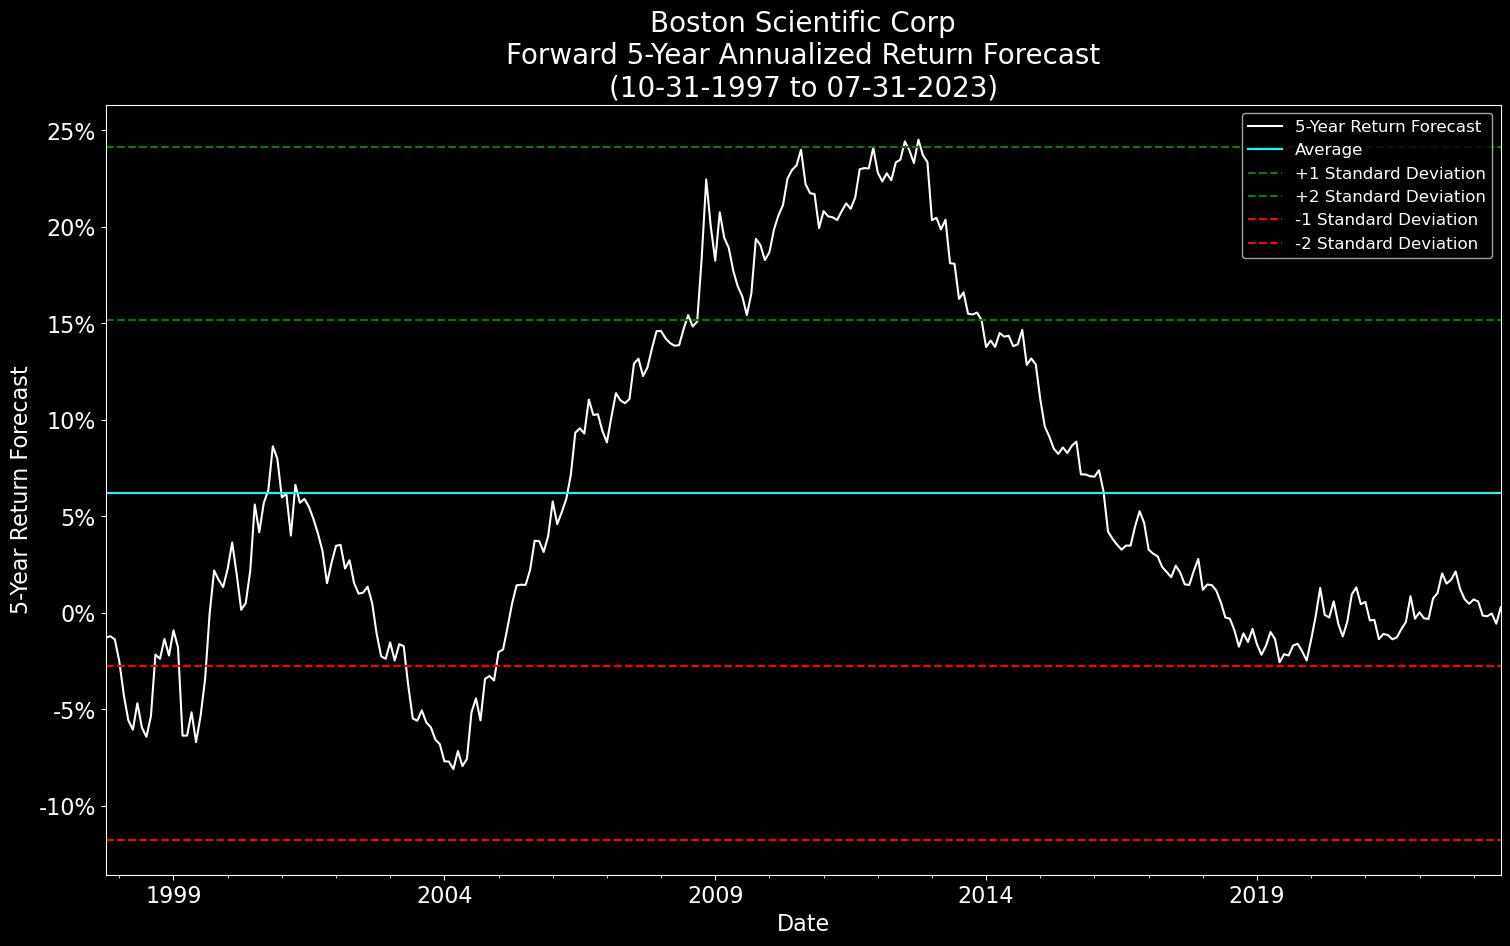 Boston Scientific Corp
Forward 5-Year Annualized Return Forecast
(10-31-1997 to 07-31-2023)
5-Year Return Forecast
25%
20%
15%
10%
5%
0%
-5%
-10%
5-Year Return Forecast
Average
+1 Standard Deviation
+2 Standard Deviation
-1 Standard Deviation
-2 Standard Deviation
1999
2004
2009
2014
2019
Date